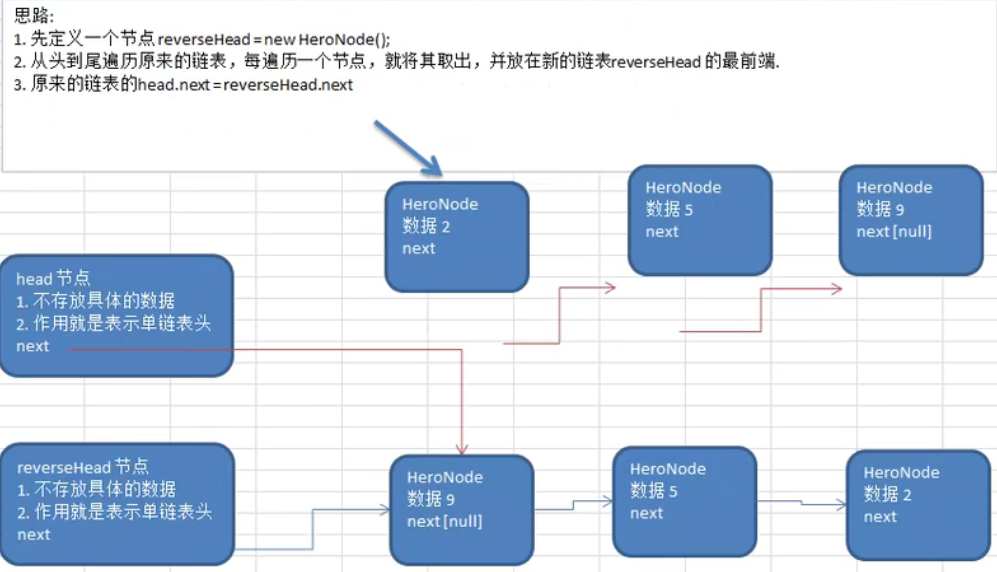 思路:
1. 先定义一个节点 reverseHead = new HeroNode();
2. 从头到尾遍历原来的链表，每遍历一个节点，就将其取出，并放在新的链表reverseHead 的最前端.
3. 原来的链表的head.next = reverseHead.next
HeroNode
数据 2
next
HeroNode
数据 5
next
HeroNode
数据 9
next [null]
head 节点
1. 不存放具体的数据
2. 作用就是表示单链表头
next
reverseHead 节点
1. 不存放具体的数据
2. 作用就是表示单链表头
next
HeroNode
数据 9
next [null]
HeroNode
数据 5
next
HeroNode
数据 2
next